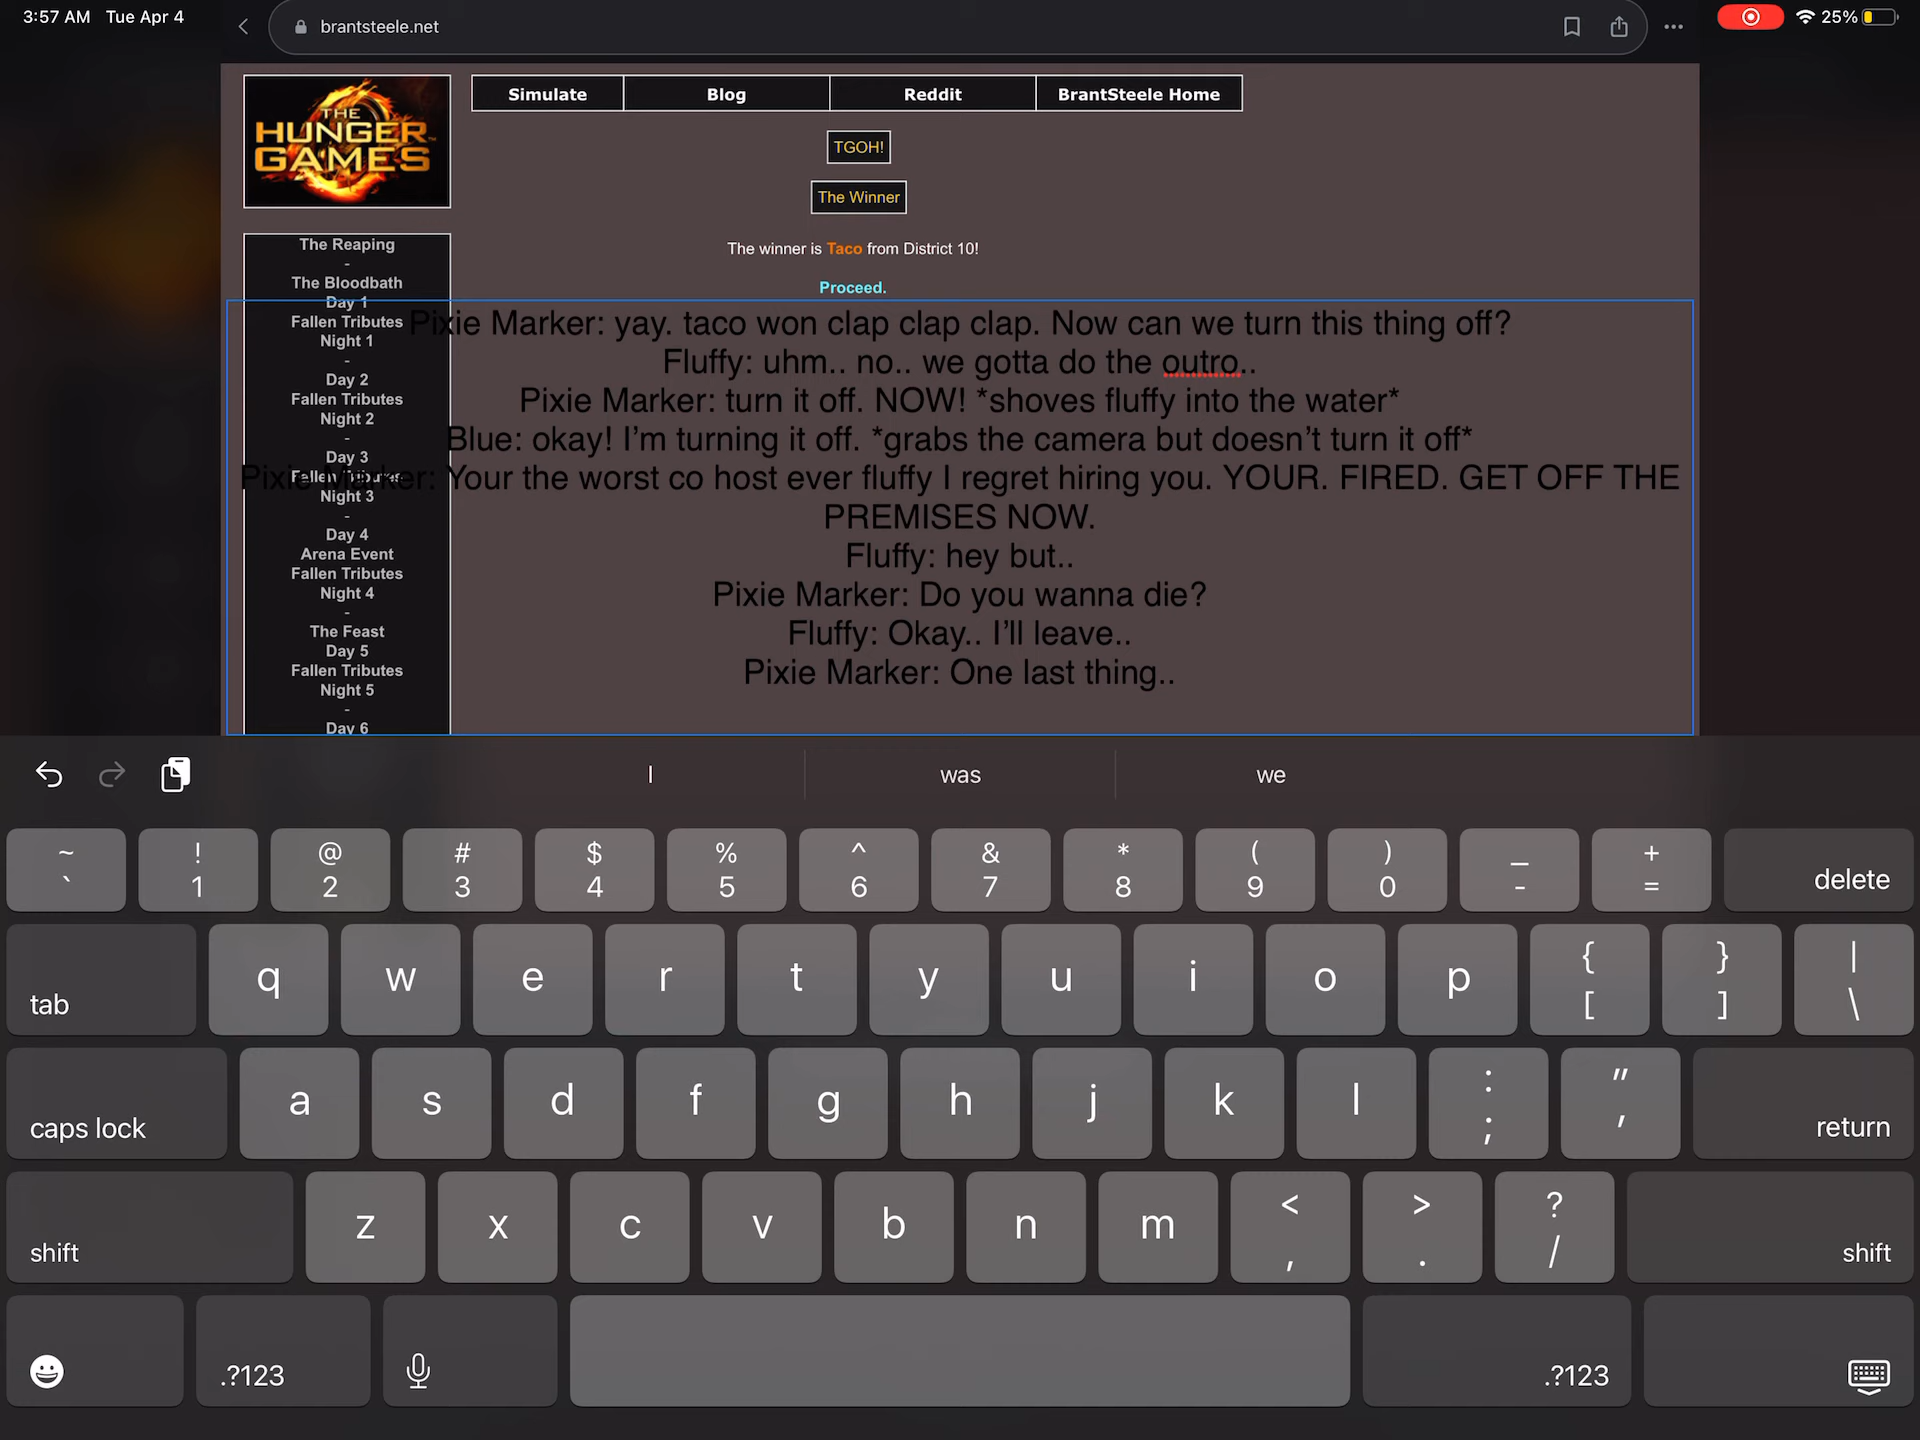 3:57 AM Tue Apr 4
brantsteele.net
25%
THE
HUNGER
GAMES
Simulate
Blog
Reddit
BrantSteele Home
TGOH!
The Winner
The winner is Taco from District 10!
Proceed.
The Reaping
-
The Bloodbath
Day 1
Fallen Tributes
Night 1
-
Day 2
Fallen Tributes
Night 2
-
Day 3
Fallen Tributes
Night 3
-
Day 4
Arena Event
Fallen Tributes
Night 4
-
The Feast
Day 5
Fallen Tributes
Night 5
-
Day 6
Pixie Marker: yay. taco won clap clap clap. Now can we turn this thing off?
Fluffy: uhm.. no.. we gotta do the outro..
Pixie Marker: turn it off. NOW! *shoves fluffy into the water*
Blue: okay! I’m turning it off. *grabs the camera but doesn’t turn it off*
Pixie Marker: Your the worst co host ever fluffy I regret hiring you. YOUR. FIRED. GET OFF THE
PREMISES NOW.
Fluffy: hey but..
Pixie Marker: Do you wanna die?
Fluffy: Okay.. I’ll leave..
Pixie Marker: One last thing..
I was we
~ ! @ # $ % ^ & * ( ) _ +
` 1 2 3 4 5 6 7 8 9 0 - = delete
tab q w e r t y u i o p { [ } ] | \
caps lock a s d f g h j k l : ; " ' return
shift z x c v b n m < , > . ? / shift
.?123 .?123